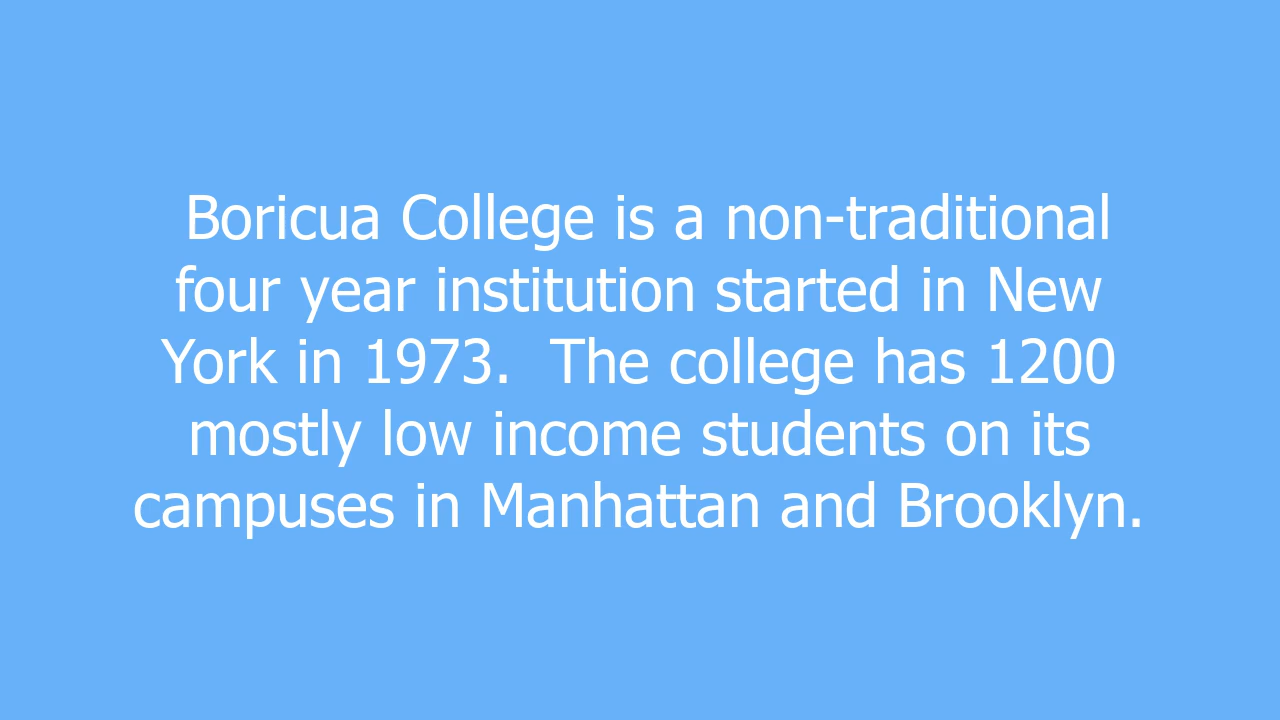 Boricua College is a non-traditional
four year institution started in New
York in 1973.  The college has 1200
mostly low income students on its
campuses in Manhattan and Brooklyn.